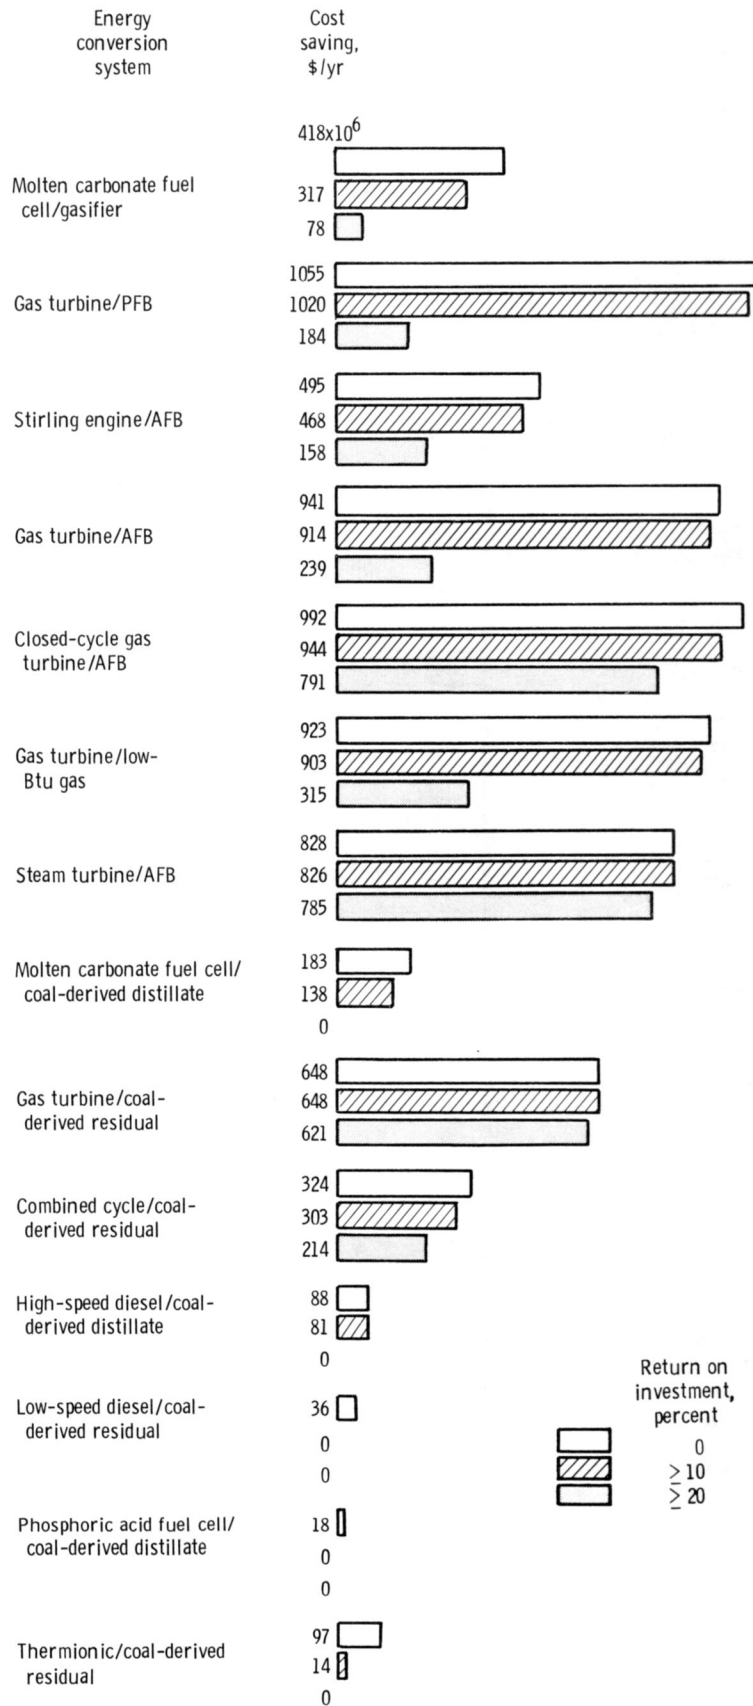 Energy conversion system
Cost saving, $/yr
418x10⁶
Molten carbonate fuel
cell/gasifier
317
78
1055
Gas turbine/PFB
1020
184
495
Stirling engine/AFB
468
158
941
Gas turbine/AFB
914
239
992
Closed-cycle gas
turbine/AFB
944
791
923
Gas turbine/low-
Btu gas
903
315
828
Steam turbine/AFB
826
785
183
Molten carbonate fuel cell/
coal-derived distillate
138
0
648
Gas turbine/coal-
derived residual
648
621
324
Combined cycle/coal-
derived residual
303
214
88
High-speed diesel/coal-
derived distillate
81
0
Low-speed diesel/coal-
derived residual
36
0
0
Return on
investment,
percent
0
≥ 10
≥ 20
Phosphoric acid fuel cell/
coal-derived distillate
18
0
0
97
Thermionic/coal-derived
residual
14
0